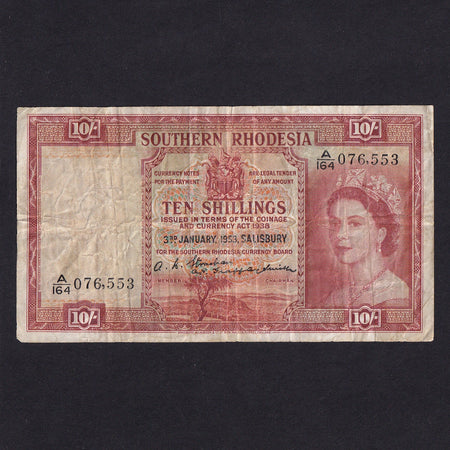 10/-
10/-
SOUTHERN RHODESIA
A/164 076,553
CURRENCY NOTES ARE LEGAL TENDER
FOR THE PAYMENT OF ANY AMOUNT
TEN SHILLINGS
ISSUED IN TERMS OF THE COINAGE
AND CURRENCY ACT 1938
3RD JANUARY, 1953, SALISBURY
FOR THE SOUTHERN RHODESIA CURRENCY BOARD
A/164 076,553
MEMBER
CHAIRMAN
10/-
10/-